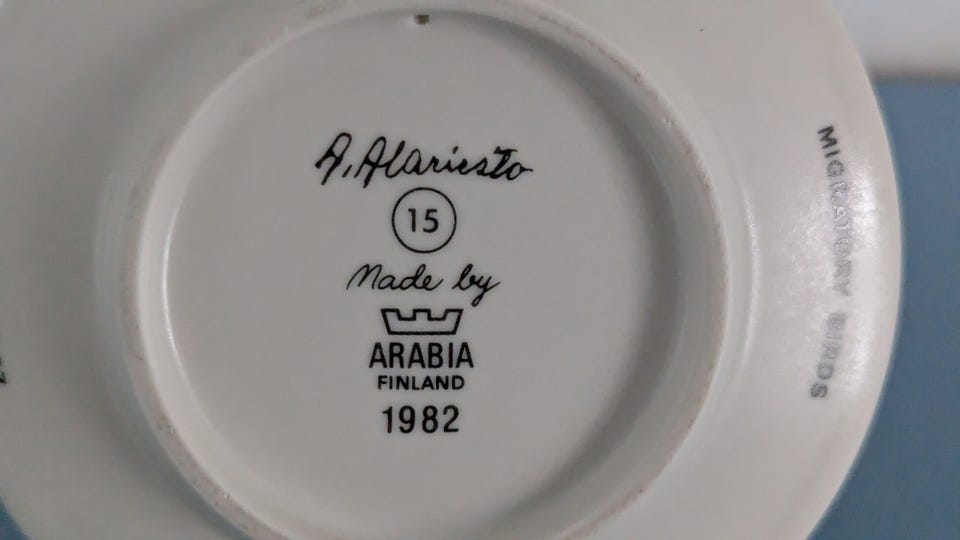 A. Alariesto
15
Made by
ARABIA
FINLAND
1982
MIGRATORY BIRDS